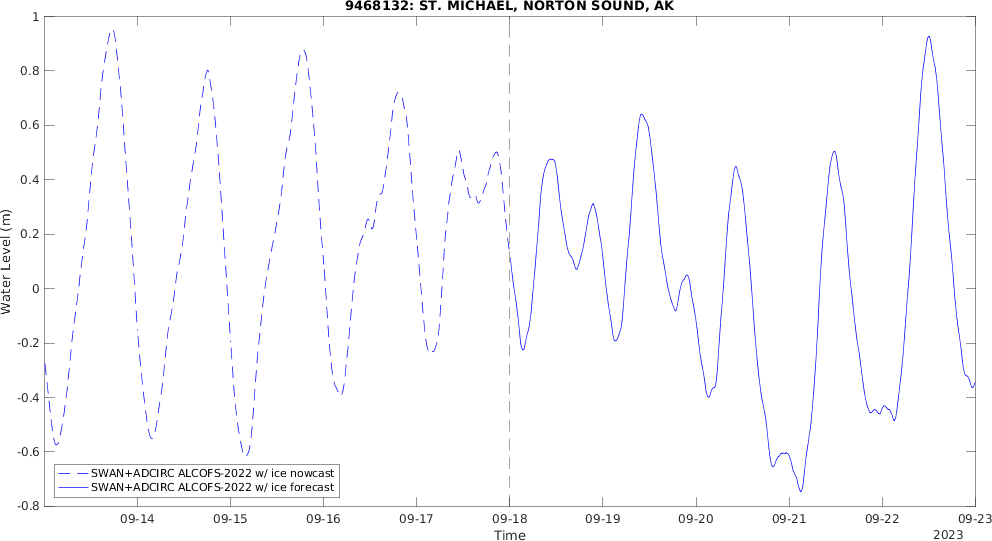 9468132: ST. MICHAEL, NORTON SOUND, AK
1
0.8
0.6
0.4
0.2
0
-0.2
-0.4
-0.6
-0.8
Water Level (m)
SWAN+ADCIRC ALCOFS-2022 w/ ice nowcast
SWAN+ADCIRC ALCOFS-2022 w/ ice forecast
09-14 09-15 09-16 09-17 09-18 09-19 09-20 09-21 09-22 09-23
Time
2023